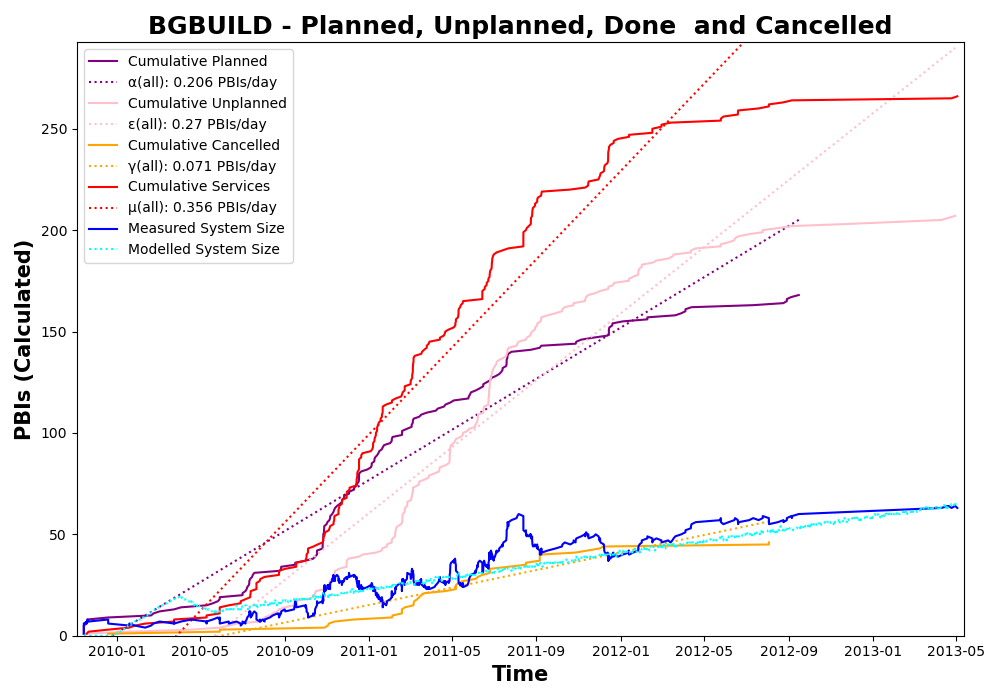 BGBUILD - Planned, Unplanned, Done  and Cancelled
Cumulative Planned
α(all): 0.206 PBIs/day
Cumulative Unplanned
ε(all): 0.27 PBIs/day
Cumulative Cancelled
γ(all): 0.071 PBIs/day
Cumulative Services
μ(all): 0.356 PBIs/day
Measured System Size
Modelled System Size
PBIs (Calculated)
250
200
150
100
50
0
2010-01 2010-05 2010-09 2011-01 2011-05 2011-09 2012-01 2012-05 2012-09 2013-01 2013-05
Time